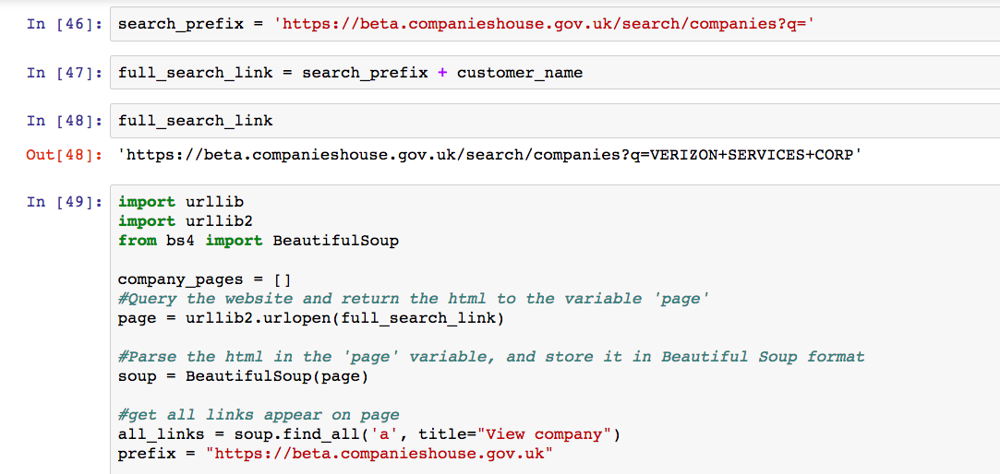 In [46]: search_prefix = 'https://beta.companieshouse.gov.uk/search/companies?q='
In [47]: full_search_link = search_prefix + customer_name
In [48]: full_search_link
Out[48]: 'https://beta.companieshouse.gov.uk/search/companies?q=VERIZON+SERVICES+CORP'
In [49]: import urllib
import urllib2
from bs4 import BeautifulSoup
company_pages = []
#Query the website and return the html to the variable 'page'
page = urllib2.urlopen(full_search_link)
#Parse the html in the 'page' variable, and store it in Beautiful Soup format
soup = BeautifulSoup(page)
#get all links appear on page
all_links = soup.find_all('a', title="View company")
prefix = "https://beta.companieshouse.gov.uk"